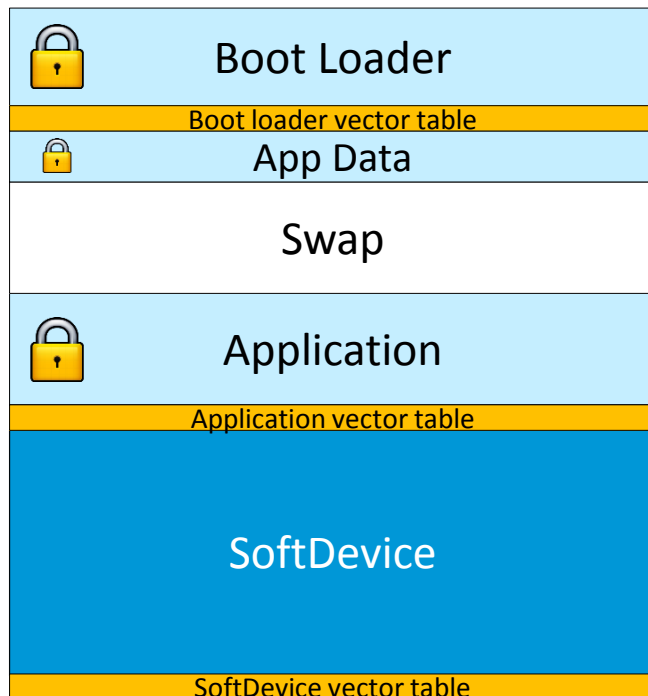 Boot Loader
Boot loader vector table
App Data
Swap
Application
Application vector table
SoftDevice
SoftDevice vector table